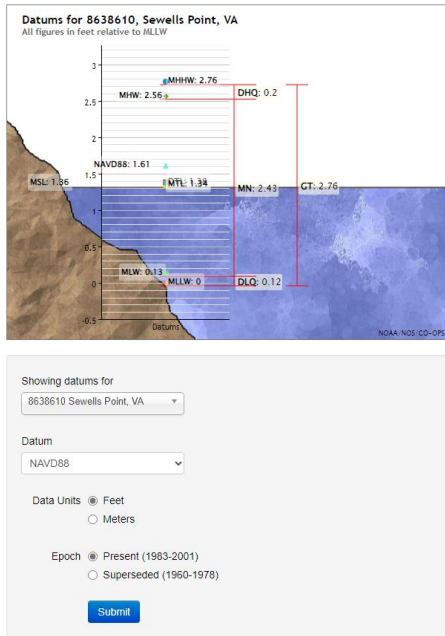 Datums for 8638610, Sewells Point, VA
All figures in feet relative to MLLW
3
MHHW: 2.76
MHW: 2.56
DHQ: 0.2
2.5
2
NAVD88: 1.61
1.5
MSL: 1.36
MTL: 1.34
MN: 2.43
GT: 2.76
1
0.5
MLW: 0.13
0
MLLW: 0
DLQ: 0.12
-0.5
Datums
NOAA/NOS/CO-OPS
Showing datums for
8638610 Sewells Point, VA
Datum
NAVD88
Data Units
Feet
Meters
Epoch
Present (1983-2001)
Superseded (1960-1978)
Submit